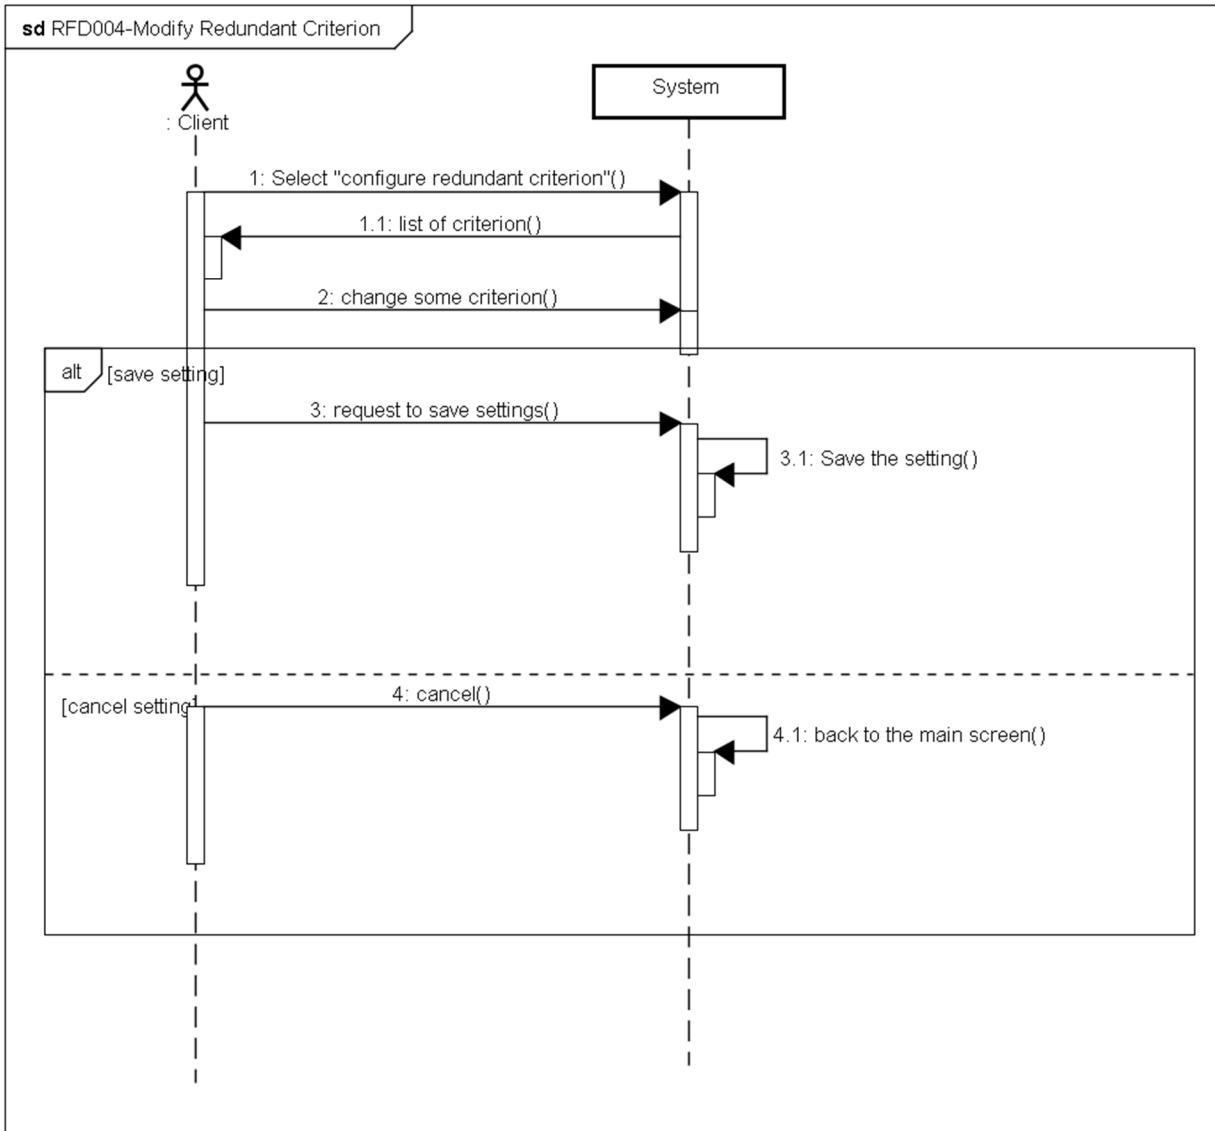 sd RFD004-Modify Redundant Criterion
System
: Client
1: Select "configure redundant criterion"()
1.1: list of criterion()
2: change some criterion()
alt
[save setting]
3: request to save settings()
3.1: Save the setting()
[cancel setting]
4: cancel()
4.1: back to the main screen()